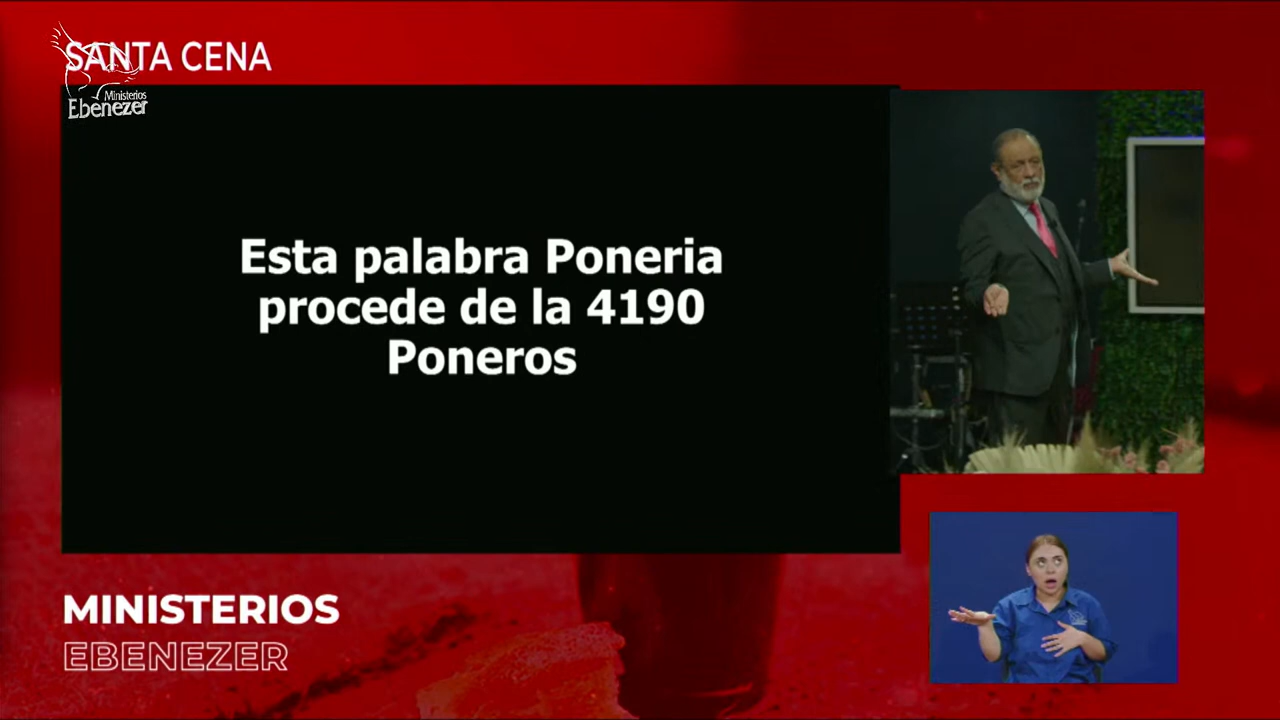 SANTA CENA
Ministerios
Ebenezer
Esta palabra Poneria
procede de la 4190
Poneros
MINISTERIOS
EBENEZER